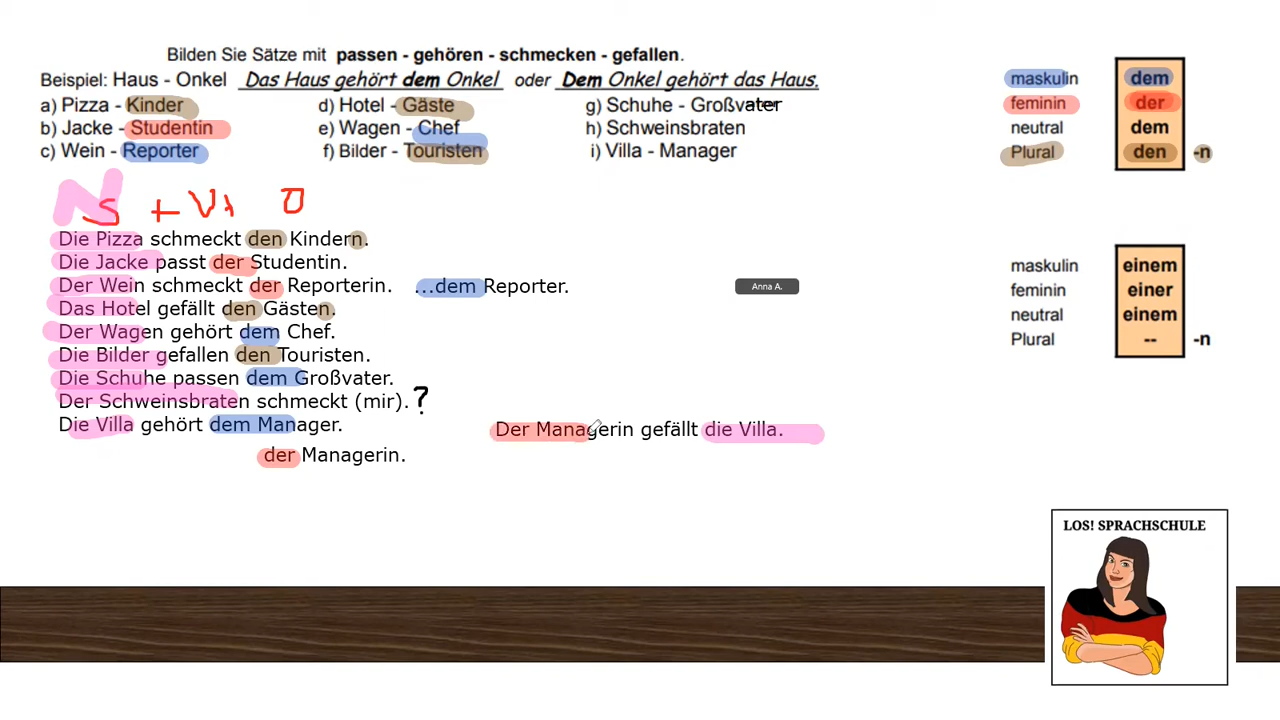 Bilden Sie Sätze mit passen - gehören - schmecken - gefallen.
Beispiel: Haus - Onkel Das Haus gehört dem Onkel oder Dem Onkel gehört das Haus.
a) Pizza - Kinder d) Hotel - Gäste g) Schuhe - Großvater
b) Jacke - Studentin e) Wagen - Chef h) Schweinsbraten
c) Wein - Reporter f) Bilder - Touristen i) Villa - Manager
maskulin dem
feminin der
neutral dem
Plural den -n
N
S + V1 O
Die Pizza schmeckt den Kindern.
Die Jacke passt der Studentin.
Der Wein schmeckt der Reporterin. ...dem Reporter.
Das Hotel gefällt den Gästen.
Der Wagen gehört dem Chef.
Die Bilder gefallen den Touristen.
Die Schuhe passen dem Großvater.
Der Schweinsbraten schmeckt (mir). ?
Die Villa gehört dem Manager.
der Managerin.
Der Managerin gefällt die Villa.
Anna A.
maskulin einem
feminin einer
neutral einem
Plural -- -n
LOS! SPRACHSCHULE